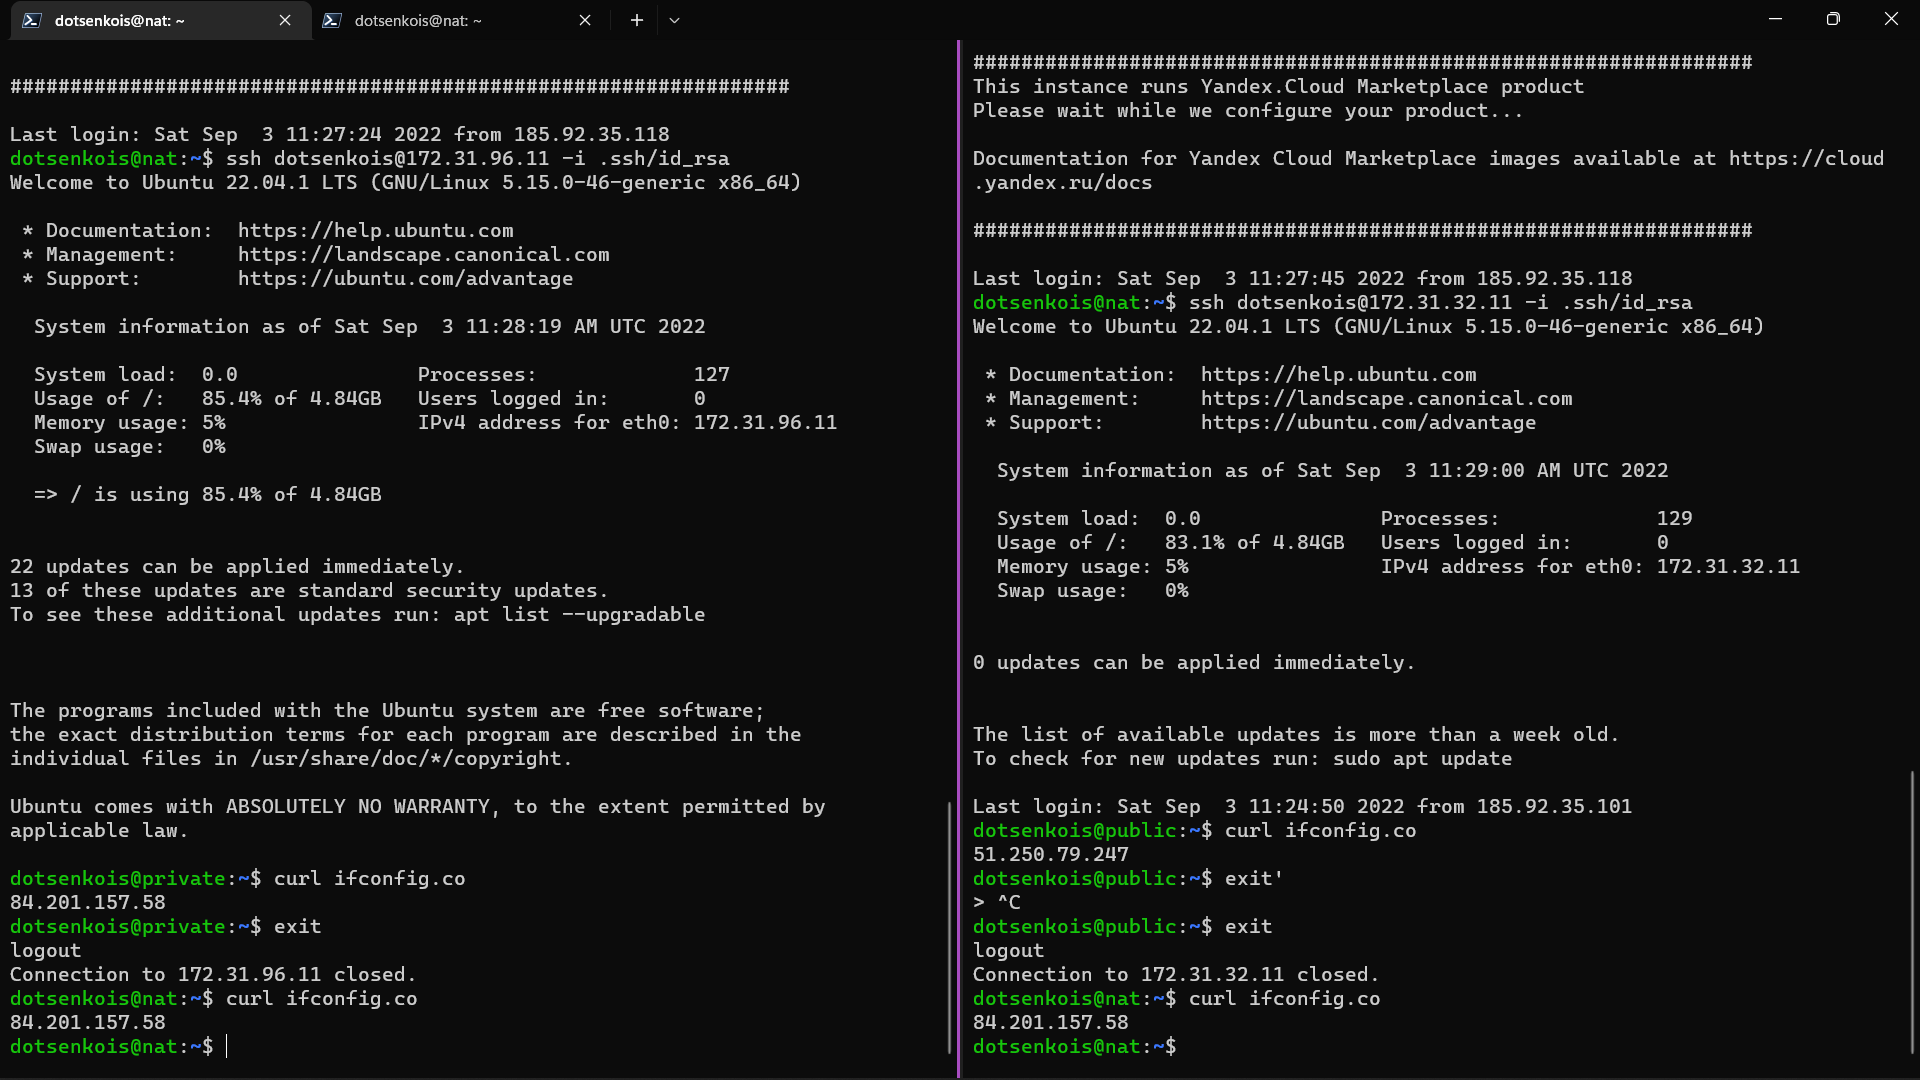 dotsenkois@nat: ~
dotsenkois@nat: ~
#################################################################
Last login: Sat Sep  3 11:27:24 2022 from 185.92.35.118
dotsenkois@nat:~$ ssh dotsenkois@172.31.96.11 -i .ssh/id_rsa
Welcome to Ubuntu 22.04.1 LTS (GNU/Linux 5.15.0-46-generic x86_64)
 * Documentation:  https://help.ubuntu.com
 * Management:     https://landscape.canonical.com
 * Support:        https://ubuntu.com/advantage
  System information as of Sat Sep  3 11:28:19 AM UTC 2022
  System load:  0.0               Processes:             127
  Usage of /:   85.4% of 4.84GB   Users logged in:       0
  Memory usage: 5%                IPv4 address for eth0: 172.31.96.11
  Swap usage:   0%
  => / is using 85.4% of 4.84GB
22 updates can be applied immediately.
13 of these updates are standard security updates.
To see these additional updates run: apt list --upgradable
The programs included with the Ubuntu system are free software;
the exact distribution terms for each program are described in the
individual files in /usr/share/doc/*/copyright.
Ubuntu comes with ABSOLUTELY NO WARRANTY, to the extent permitted by
applicable law.
dotsenkois@private:~$ curl ifconfig.co
84.201.157.58
dotsenkois@private:~$ exit
logout
Connection to 172.31.96.11 closed.
dotsenkois@nat:~$ curl ifconfig.co
84.201.157.58
dotsenkois@nat:~$
#################################################################
This instance runs Yandex.Cloud Marketplace product
Please wait while we configure your product...
Documentation for Yandex Cloud Marketplace images available at https://cloud
.yandex.ru/docs
#################################################################
Last login: Sat Sep  3 11:27:45 2022 from 185.92.35.118
dotsenkois@nat:~$ ssh dotsenkois@172.31.32.11 -i .ssh/id_rsa
Welcome to Ubuntu 22.04.1 LTS (GNU/Linux 5.15.0-46-generic x86_64)
 * Documentation:  https://help.ubuntu.com
 * Management:     https://landscape.canonical.com
 * Support:        https://ubuntu.com/advantage
  System information as of Sat Sep  3 11:29:00 AM UTC 2022
  System load:  0.0               Processes:             129
  Usage of /:   83.1% of 4.84GB   Users logged in:       0
  Memory usage: 5%                IPv4 address for eth0: 172.31.32.11
  Swap usage:   0%
0 updates can be applied immediately.
The list of available updates is more than a week old.
To check for new updates run: sudo apt update
Last login: Sat Sep  3 11:24:50 2022 from 185.92.35.101
dotsenkois@public:~$ curl ifconfig.co
51.250.79.247
dotsenkois@public:~$ exit'
> ^C
dotsenkois@public:~$ exit
logout
Connection to 172.31.32.11 closed.
dotsenkois@nat:~$ curl ifconfig.co
84.201.157.58
dotsenkois@nat:~$